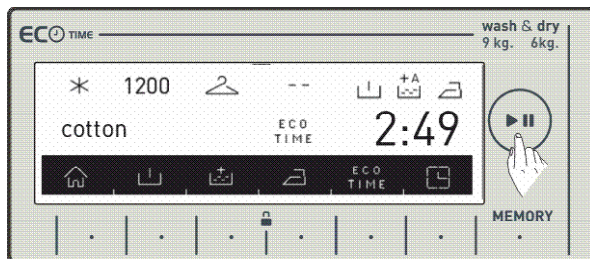 ECO TIME
wash & dry
9 kg. 6kg.
1200 -- +A
cotton ECO TIME 2:49
ECO TIME
MEMORY